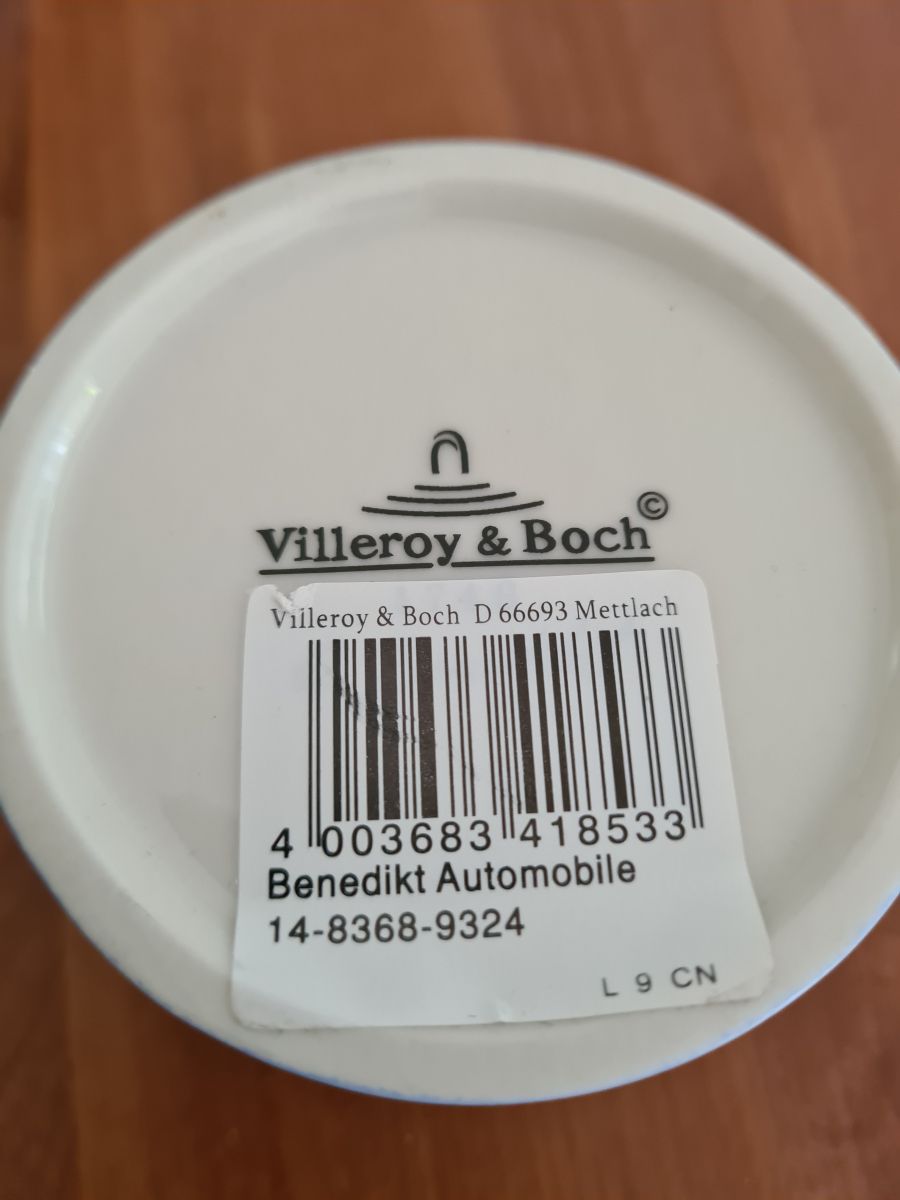 Villeroy & Boch©
Villeroy & Boch D 66693 Mettlach
4 003683 418533
Benedikt Automobile
14-8368-9324
L 9 CN